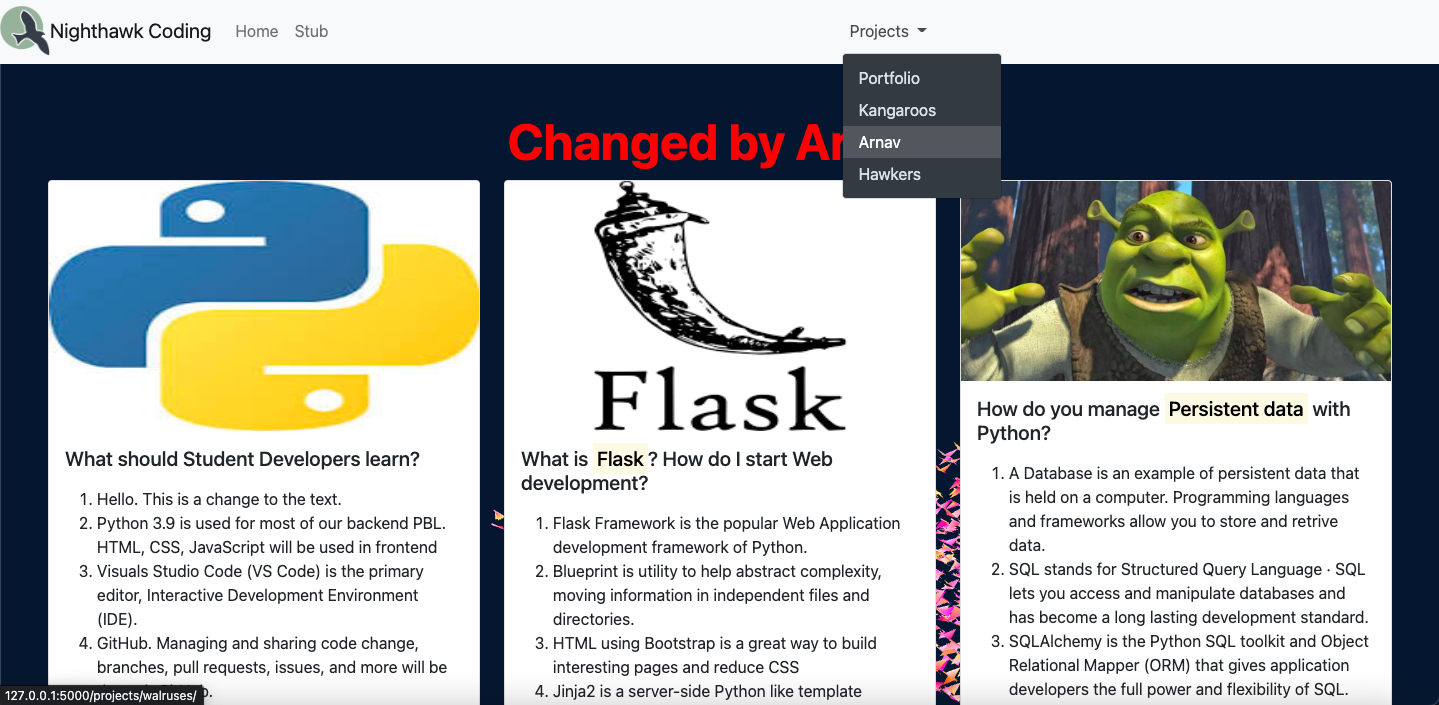 Nighthawk Coding
Home
Stub
Projects
Portfolio
Kangaroos
Arnav
Hawkers
Changed by Ar
Flask
What should Student Developers learn?
1. Hello. This is a change to the text.
2. Python 3.9 is used for most of our backend PBL.
HTML, CSS, JavaScript will be used in frontend
3. Visuals Studio Code (VS Code) is the primary
editor, Interactive Development Environment
(IDE).
4. GitHub. Managing and sharing code change,
branches, pull requests, issues, and more will be
What is Flask? How do I start Web
development?
1. Flask Framework is the popular Web Application
development framework of Python.
2. Blueprint is utility to help abstract complexity,
moving information in independent files and
directories.
3. HTML using Bootstrap is a great way to build
interesting pages and reduce CSS
4. Jinja2 is a server-side Python like template
How do you manage Persistent data with
Python?
1. A Database is an example of persistent data that
is held on a computer. Programming languages
and frameworks allow you to store and retrive
data.
2. SQL stands for Structured Query Language · SQL
lets you access and manipulate databases and
has become a long lasting development standard.
3. SQLAlchemy is the Python SQL toolkit and Object
Relational Mapper (ORM) that gives application
developers the full power and flexibility of SQL.
127.0.0.1:5000/projects/walruses/